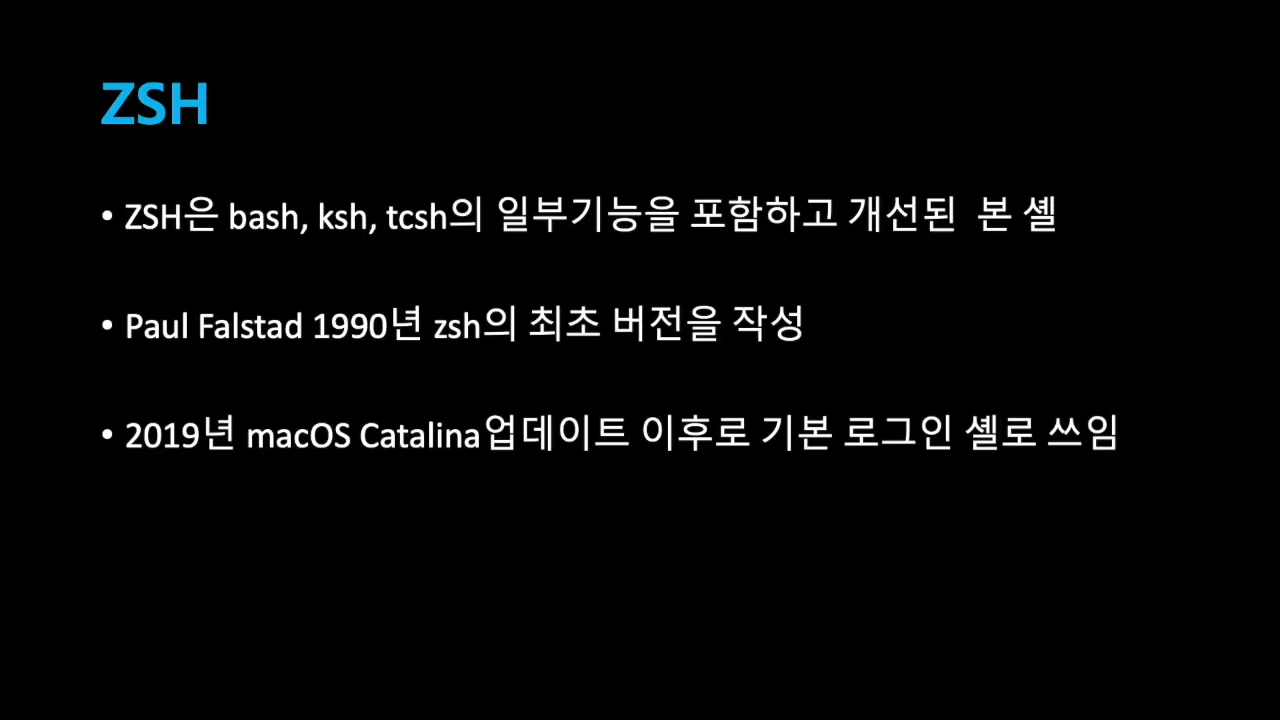 ZSH
• ZSH은 bash, ksh, tcsh의 일부기능을 포함하고 개선된  본 셸
• Paul Falstad 1990년 zsh의 최초 버전을 작성
• 2019년 macOS Catalina업데이트 이후로 기본 로그인 셸로 쓰임